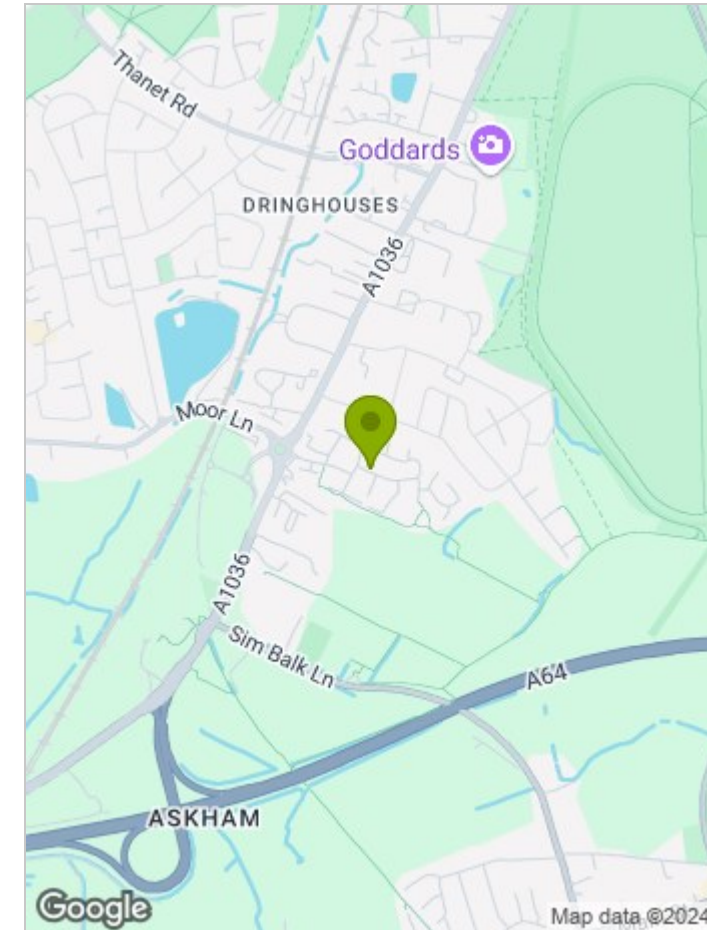 Thanet Rd
Goddards
DRINGHOUSES
A1036
Moor Ln
A1036
Sim Balk Ln
A64
ASKHAM
Google
Map data ©2024